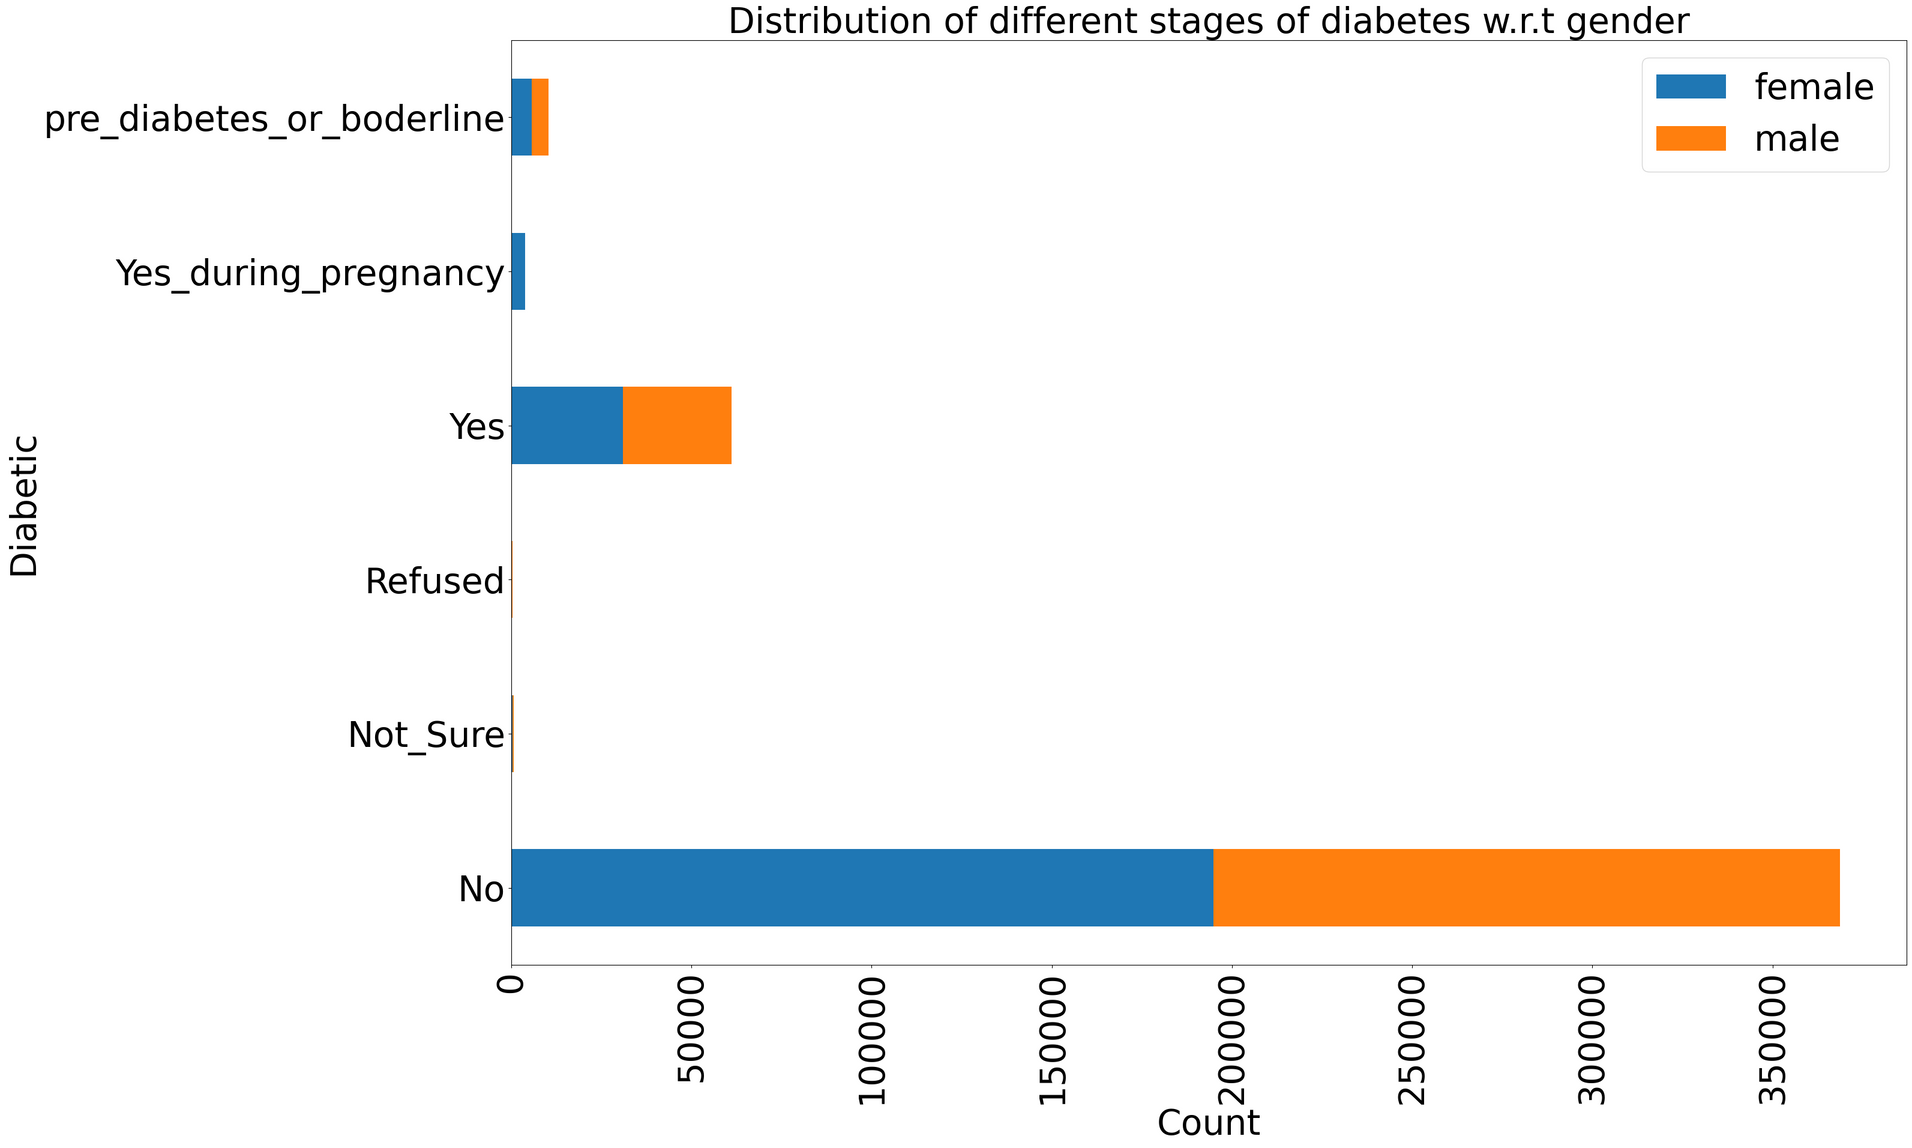 Distribution of different stages of diabetes w.r.t gender
female
male
pre_diabetes_or_boderline
Yes_during_pregnancy
Yes
Refused
Not_Sure
No
Diabetic
0
50000
100000
150000
200000
250000
300000
350000
Count